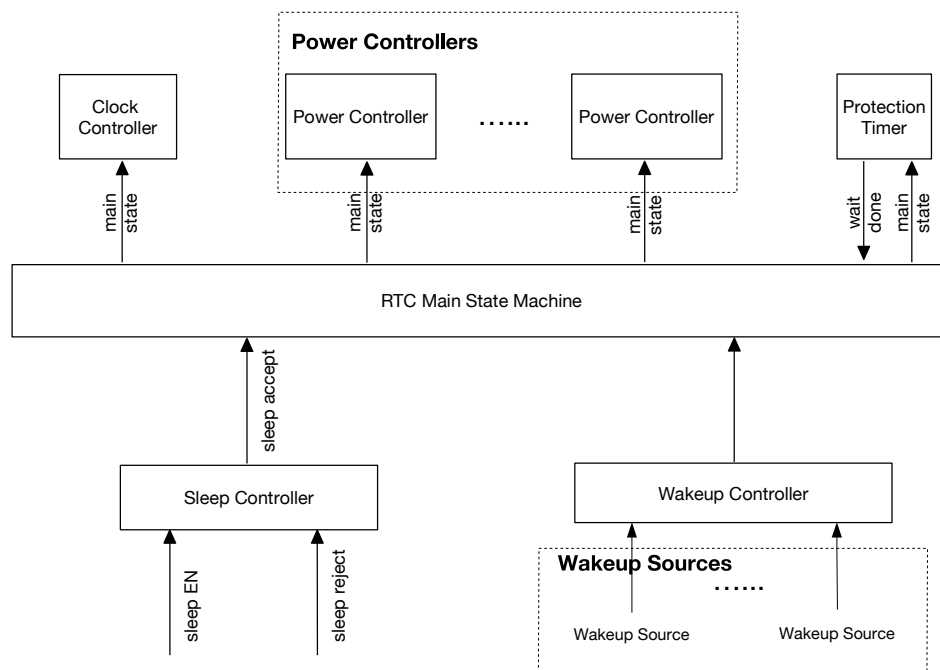 Power Controllers
Clock
Controller
Power Controller
......
Power Controller
Protection
Timer
main
state
main
state
main
state
wait
done
main
state
RTC Main State Machine
sleep accept
Sleep Controller
Wakeup Controller
sleep EN
sleep reject
Wakeup Sources
......
Wakeup Source
Wakeup Source